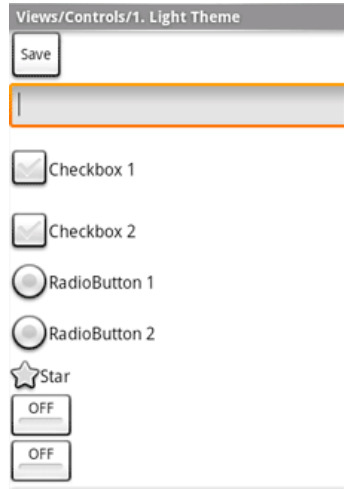 Views/Controls/1. Light Theme
Save
Checkbox 1
Checkbox 2
RadioButton 1
RadioButton 2
Star
OFF
OFF